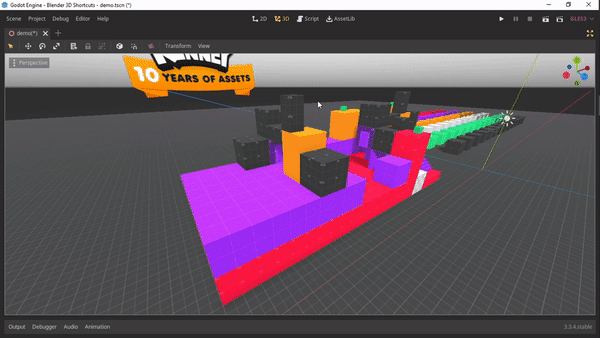 Godot Engine - Blender 3D Shortcuts - demo.tscn (*)
Scene Project Debug Editor Help
2D 3D Script AssetLib
GLES3
demo(*)
Transform View
Perspective
KENNEY
10 YEARS OF ASSETS
Output Debugger Audio Animation
3.3.4.stable